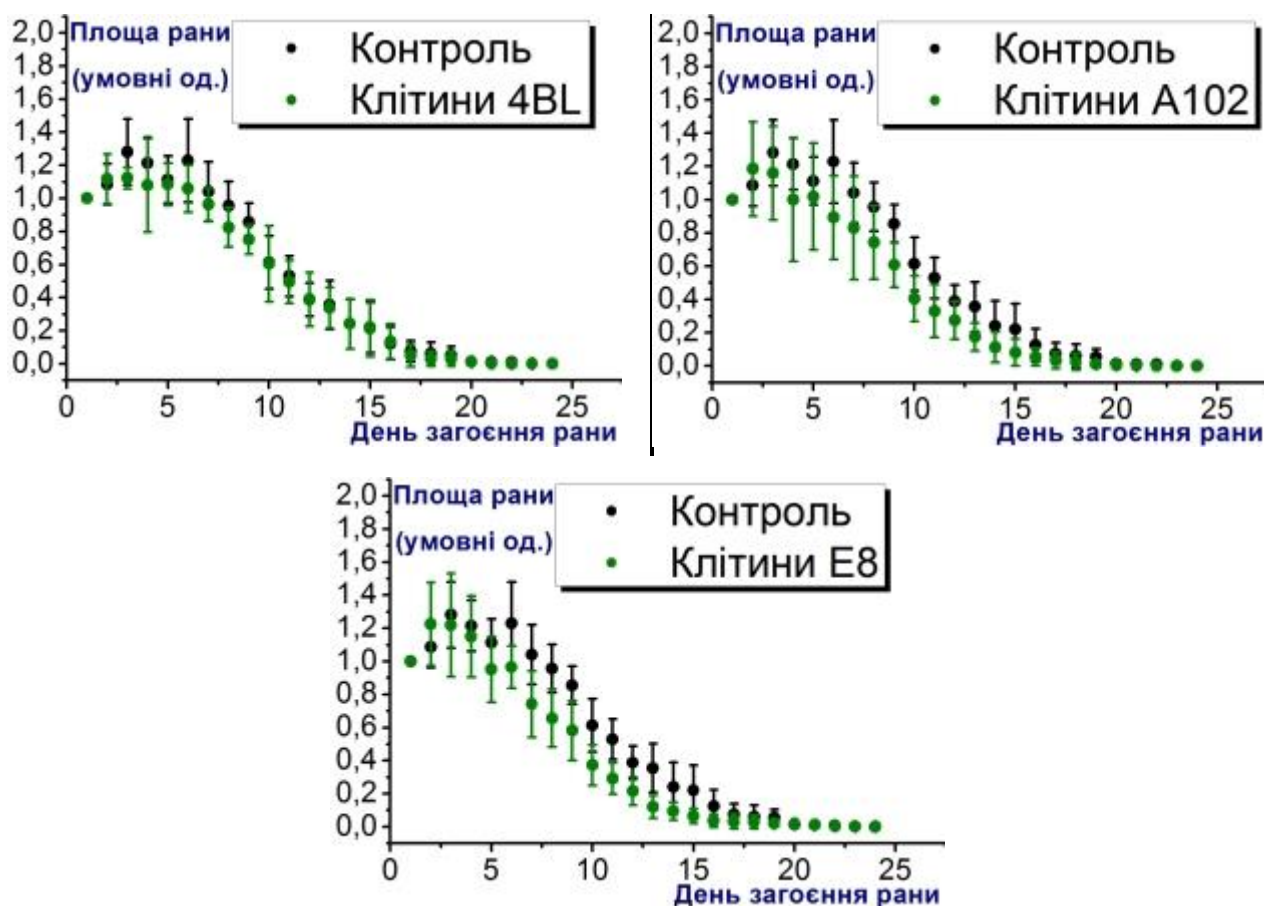 2,0
1,8
1,6
1,4
1,2
1,0
0,8
0,6
0,4
0,2
0,0
Площа рани
(умовні од.)
Контроль
Клітини 4BL
0 5 10 15 20 25
День загоєння рани
2,0
1,8
1,6
1,4
1,2
1,0
0,8
0,6
0,4
0,2
0,0
Площа рани
(умовні од.)
Контроль
Клітини A102
0 5 10 15 20 25
День загоєння рани
2,0
1,8
1,6
1,4
1,2
1,0
0,8
0,6
0,4
0,2
0,0
Площа рани
(умовні од.)
Контроль
Клітини E8
0 5 10 15 20 25
День загоєння рани